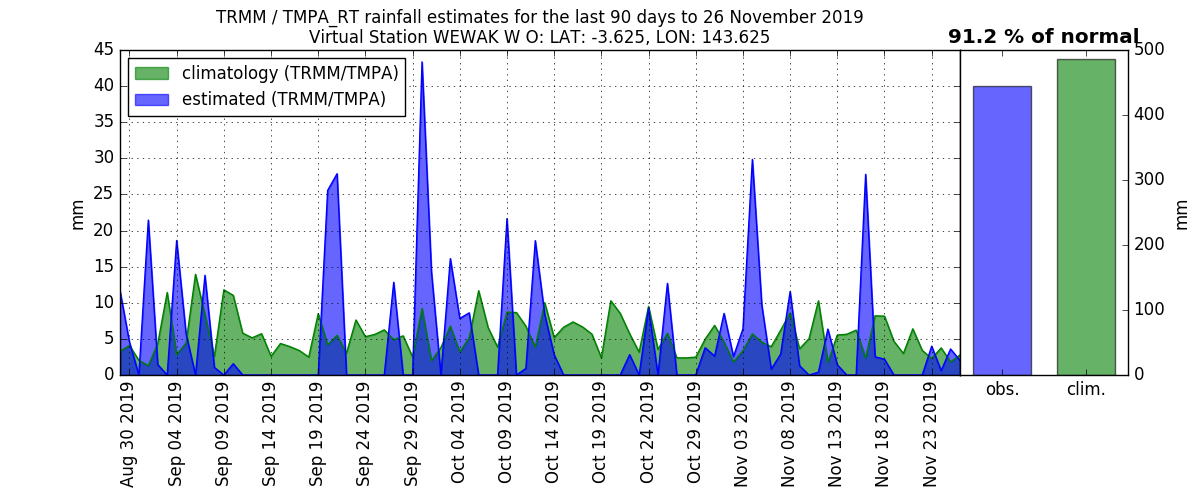 TRMM / TMPA_RT rainfall estimates for the last 90 days to 26 November 2019
Virtual Station WEWAK W O: LAT: -3.625, LON: 143.625
91.2 % of normal
climatology (TRMM/TMPA)
estimated (TRMM/TMPA)
45
40
35
30
25
20
15
10
5
0
mm
500
400
300
200
100
0
mm
Aug 30 2019
Sep 04 2019
Sep 09 2019
Sep 14 2019
Sep 19 2019
Sep 24 2019
Sep 29 2019
Oct 04 2019
Oct 09 2019
Oct 14 2019
Oct 19 2019
Oct 24 2019
Oct 29 2019
Nov 03 2019
Nov 08 2019
Nov 13 2019
Nov 18 2019
Nov 23 2019
obs.
clim.